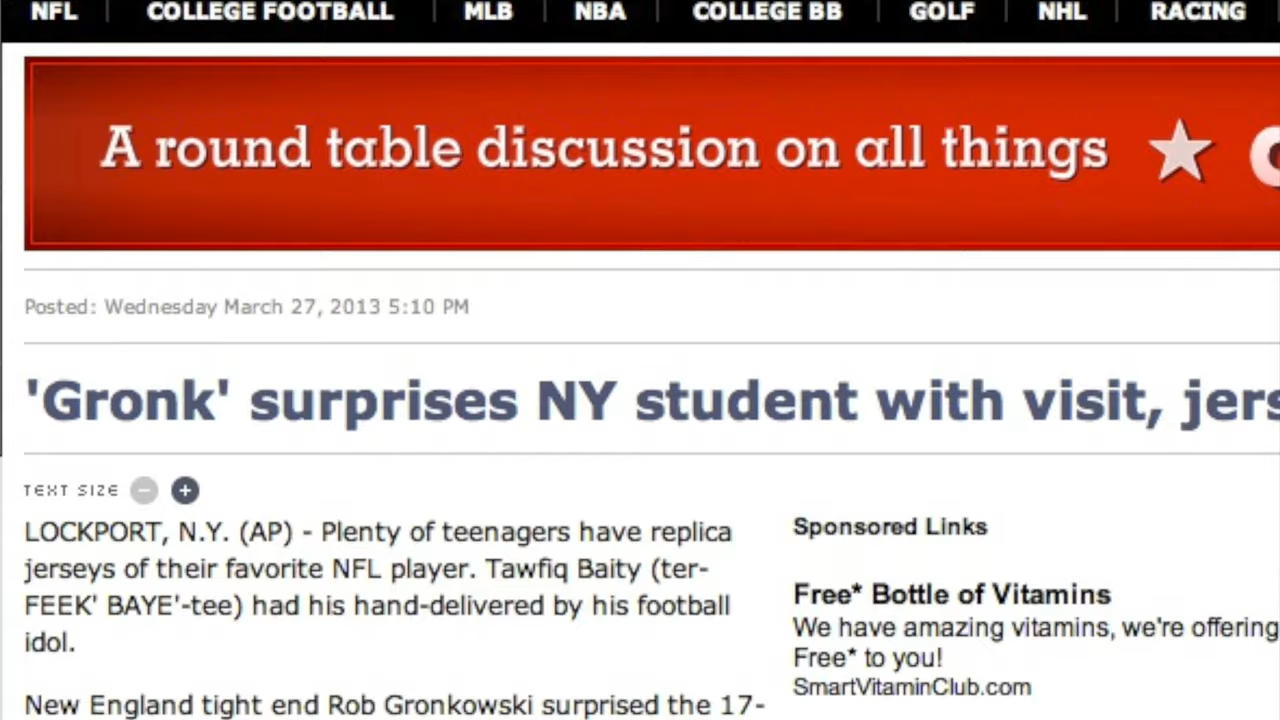 NFL COLLEGE FOOTBALL MLB NBA COLLEGE BB GOLF NHL RACING
A round table discussion on all things
Posted: Wednesday March 27, 2013 5:10 PM
'Gronk' surprises NY student with visit, jers
TEXT SIZE
LOCKPORT, N.Y. (AP) - Plenty of teenagers have replica
jerseys of their favorite NFL player. Tawfiq Baity (ter-
FEEK' BAYE'-tee) had his hand-delivered by his football
idol.
New England tight end Rob Gronkowski surprised the 17-
Sponsored Links
Free* Bottle of Vitamins
We have amazing vitamins, we're offering
Free* to you!
SmartVitaminClub.com